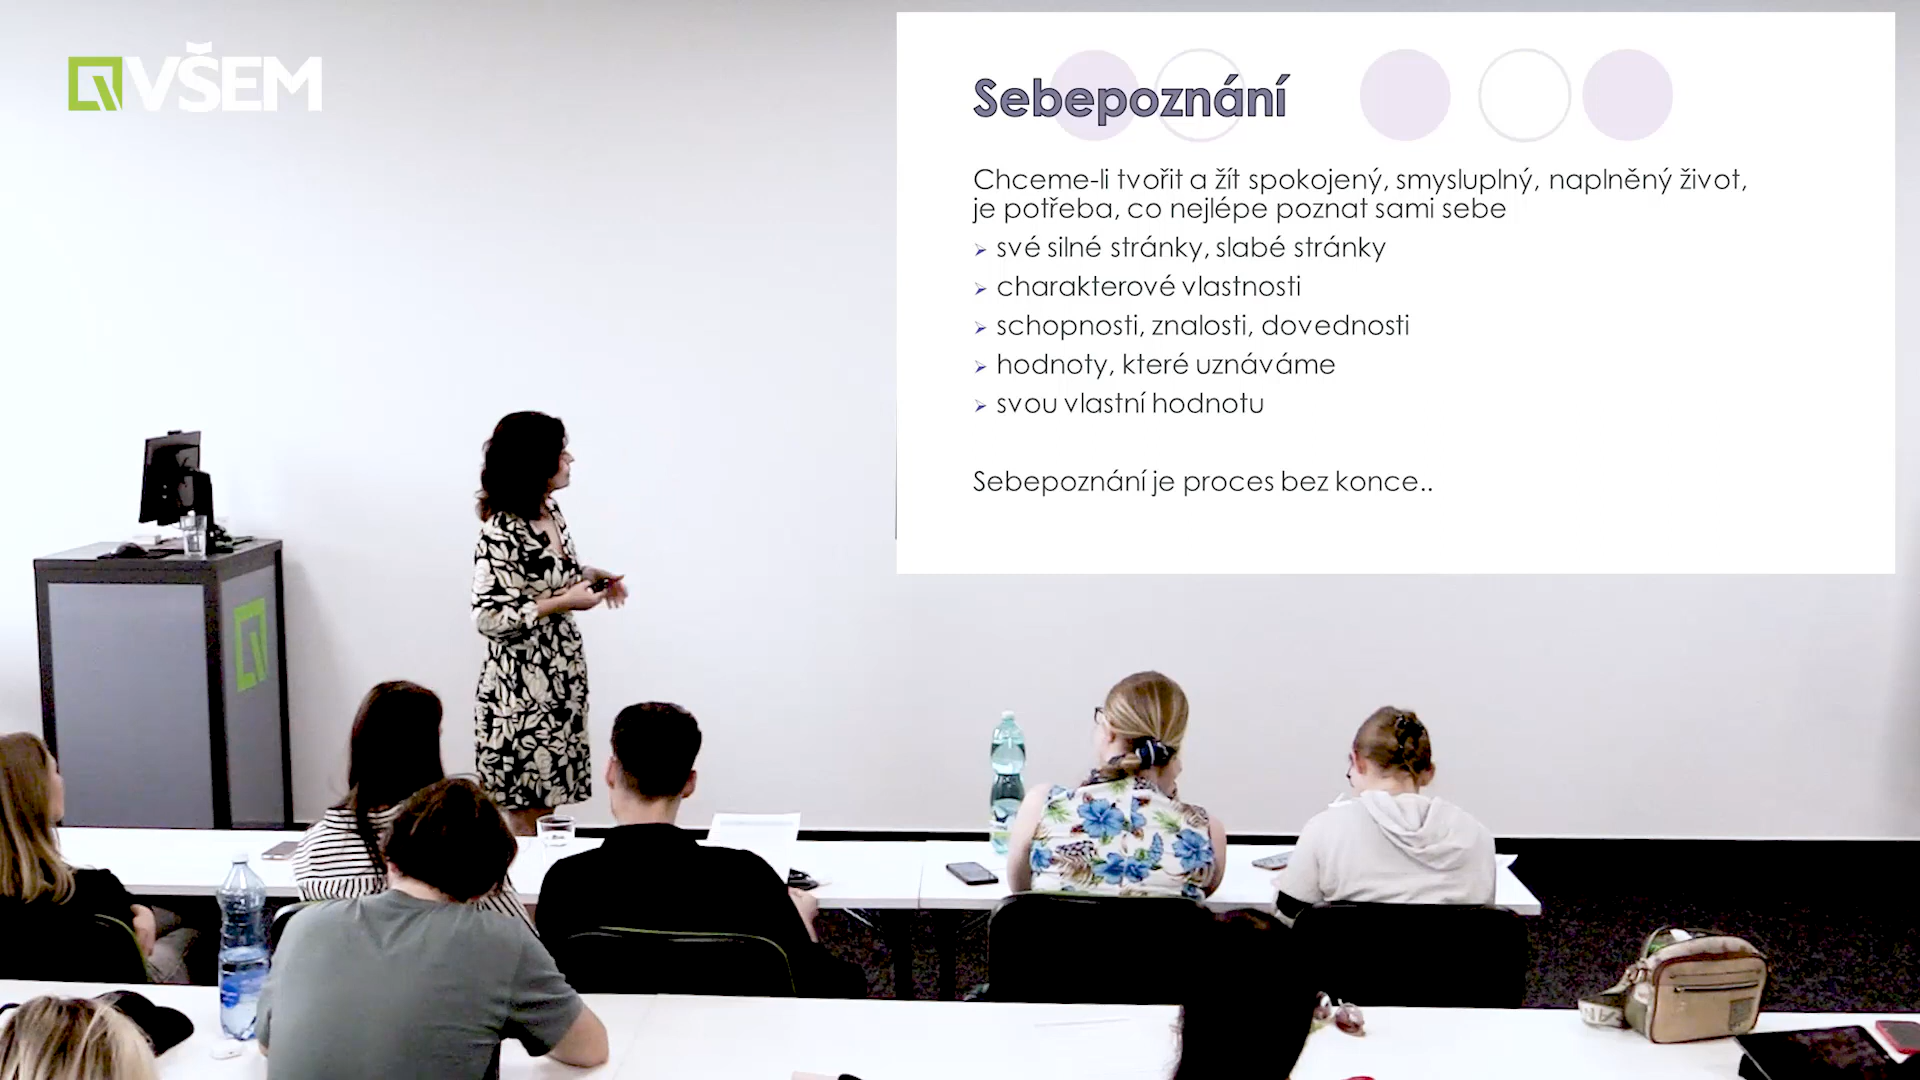 VŠEM
Sebepoznání
Chceme-li tvořit a žít spokojený, smysluplný, naplněný život,
je potřeba, co nejlépe poznat sami sebe
své silné stránky, slabé stránky
charakterové vlastnosti
schopnosti, znalosti, dovednosti
hodnoty, které uznáváme
svou vlastní hodnotu
Sebepoznání je proces bez konce..